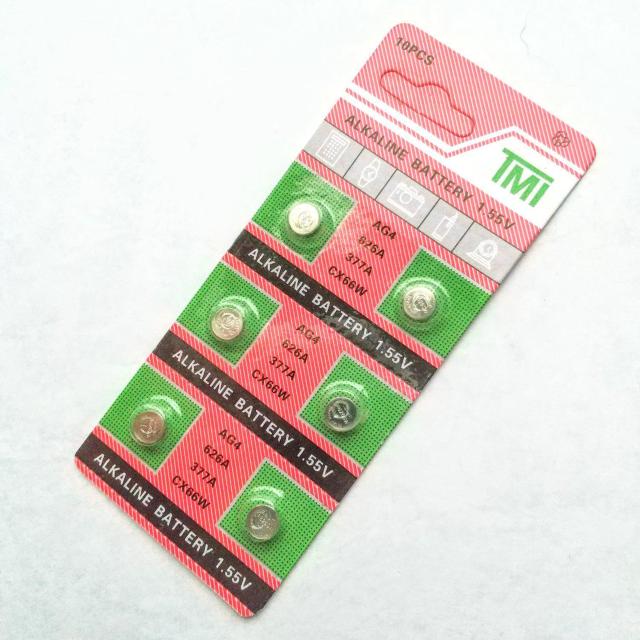 10PCS
ALKALINE BATTERY 1.55V
TMI
AG4
626A
377A
CX66W
ALKALINE BATTERY 1.55V
AG4
626A
377A
CX66W
ALKALINE BATTERY 1.55V
AG4
626A
377A
CX66W
ALKALINE BATTERY 1.55V